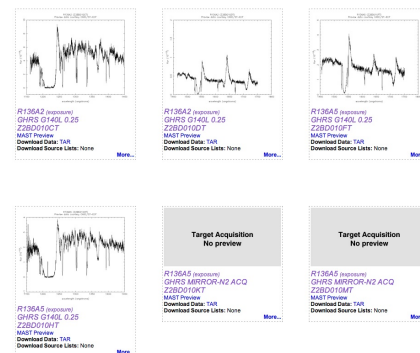 R136A2 (exposure)
GHRS G140L 0.25
Z2BD010CT
MAST Preview
Download Data: TAR
Download Source Lists: None
More...
R136A2 (exposure)
GHRS G140L 0.25
Z2BD010DT
MAST Preview
Download Data: TAR
Download Source Lists: None
More...
R136A5 (exposure)
GHRS G140L 0.25
Z2BD010FT
MAST Preview
Download Data: TAR
Download Source Lists: None
R136A5 (exposure)
GHRS G140L 0.25
Z2BD010HT
MAST Preview
Download Data: TAR
Download Source Lists: None
More...
Target Acquisition
No preview
R136A5 (exposure)
GHRS MIRROR-N2 ACQ
Z2BD010KT
MAST Preview
Download Data: TAR
Download Source Lists: None
More...
Target Acquisition
No preview
R136A5 (exposure)
GHRS MIRROR-N2 ACQ
Z2BD010MT
MAST Preview
Download Data: TAR
Download Source Lists: None